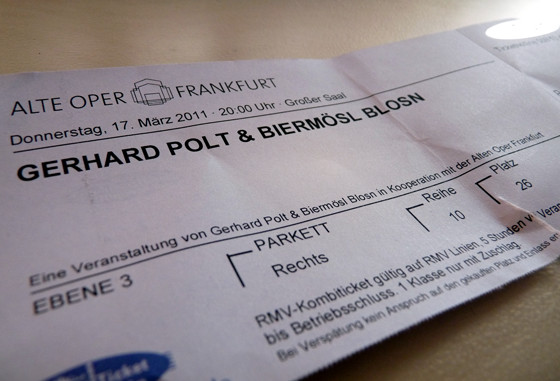 ALTE OPER FRANKFURT
Donnerstag, 17. März 2011 · 20:00 Uhr · Großer Saal
GERHARD POLT & BIERMÖSL BLOSN
Eine Veranstaltung von Gerhard Polt & Biermösl Blosn in Kooperation mit der Alten Oper Frankfurt
EBENE 3
PARKETT
Rechts
Reihe
10
Platz
26
RMV-Kombiticket gültig auf RMV Linien, 5 Stunden v
bis Betriebsschluss. 1 Klasse nur mit Zuschlag.
Bei Verspätung kein Anspruch auf den gekauften Platz und Einlass
Ticket